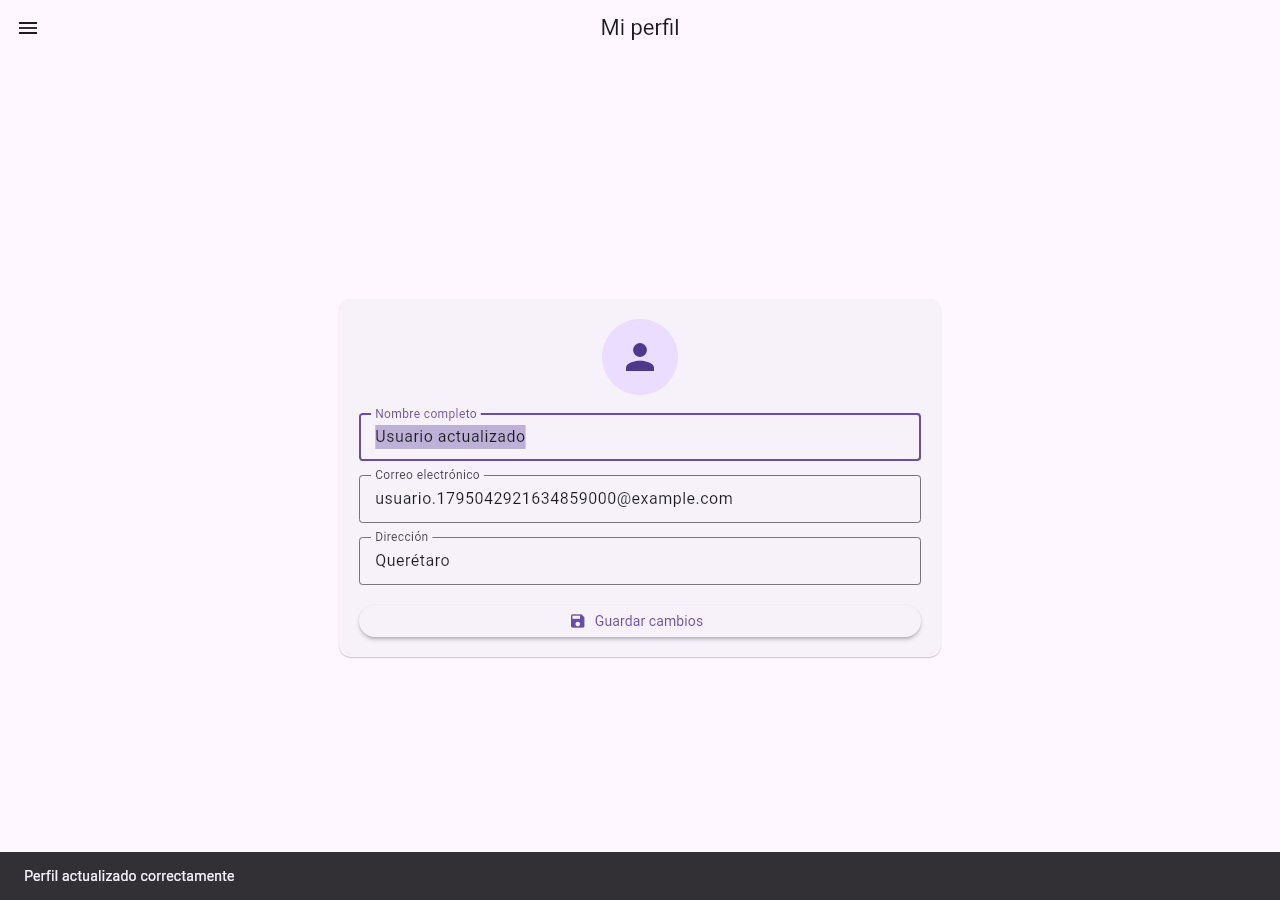 Mi perfil
Nombre completo
Usuario actualizado
Correo electrónico
usuario.1795042921634859000@example.com
Dirección
Querétaro
Guardar cambios
Perfil actualizado correctamente